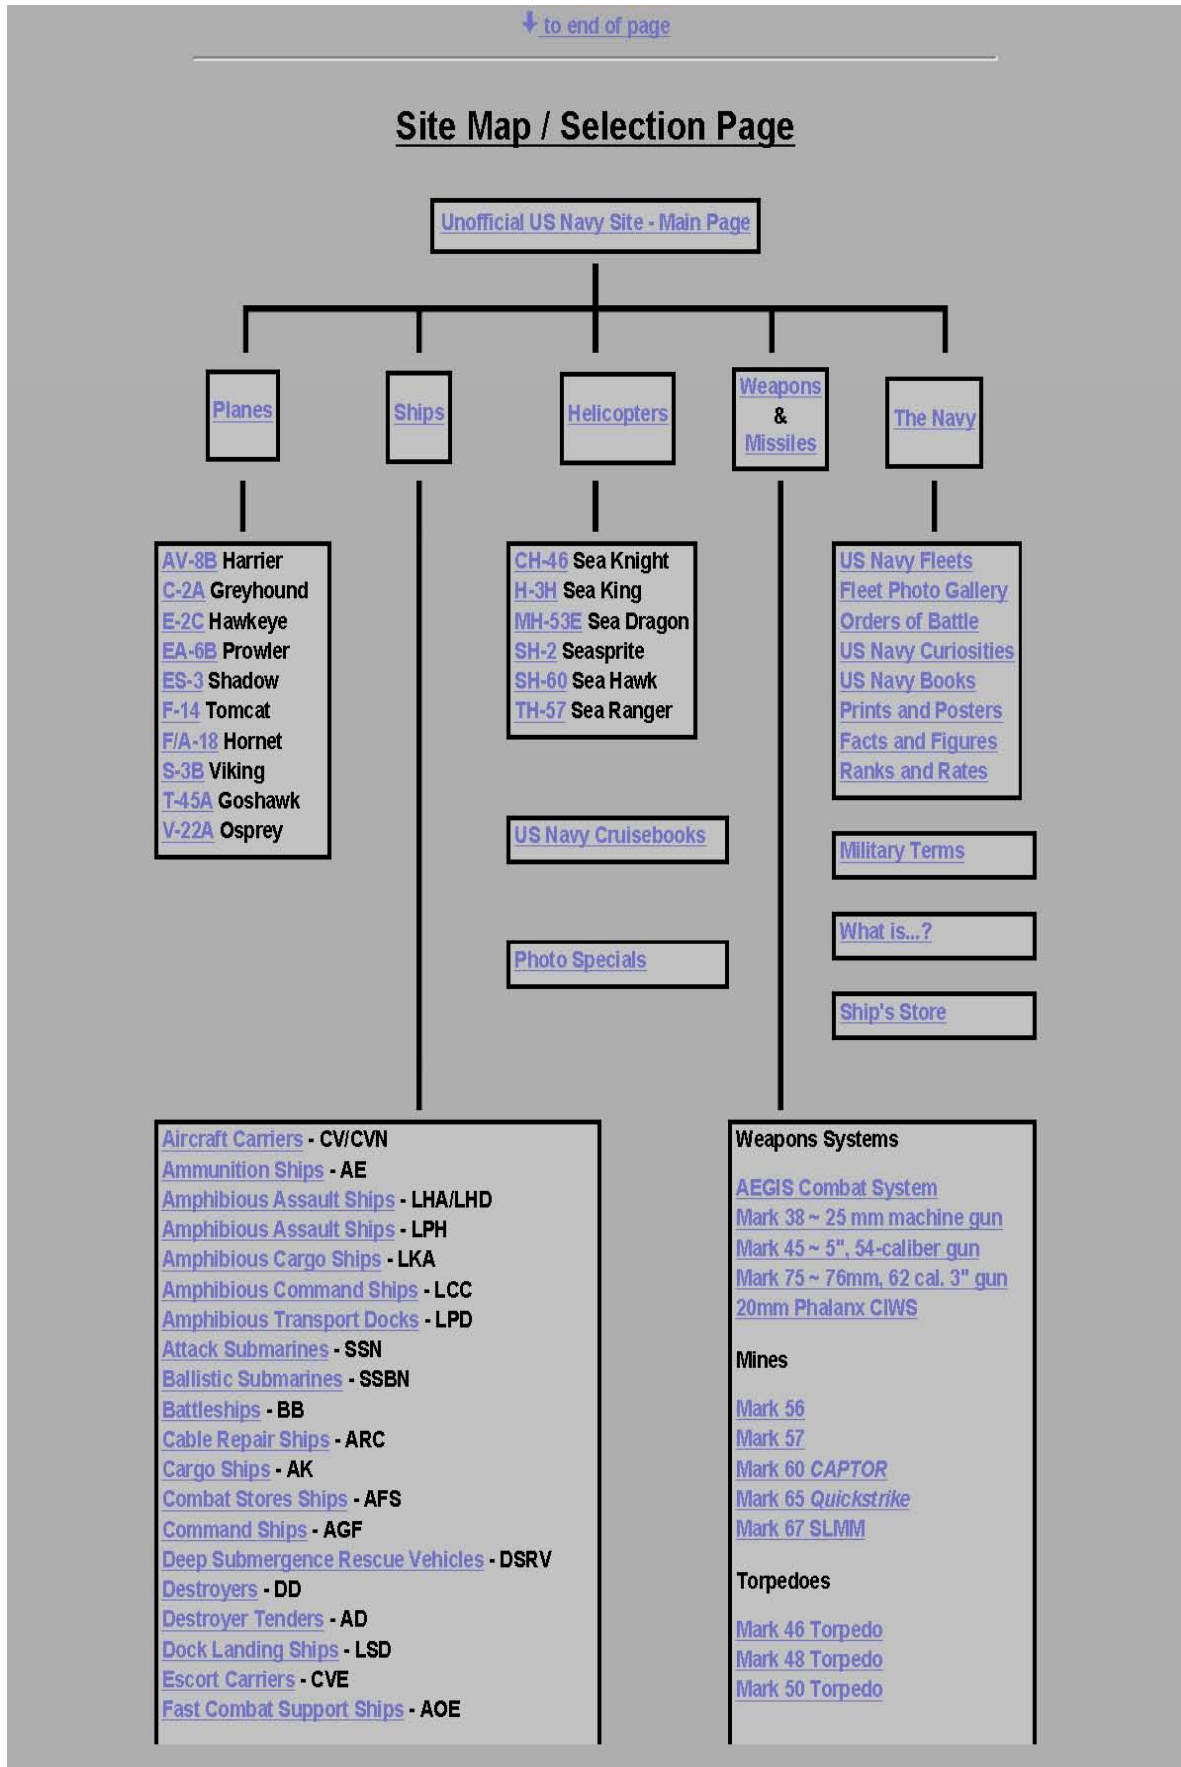 to end of page
Site Map / Selection Page
Unofficial US Navy Site - Main Page
Planes
Ships
Helicopters
Weapons
&
Missiles
The Navy
AV-8B Harrier
C-2A Greyhound
E-2C Hawkeye
EA-6B Prowler
ES-3 Shadow
F-14 Tomcat
F/A-18 Hornet
S-3B Viking
T-45A Goshawk
V-22A Osprey
CH-46 Sea Knight
H-3H Sea King
MH-53E Sea Dragon
SH-2 Seasprite
SH-60 Sea Hawk
TH-57 Sea Ranger
US Navy Fleets
Fleet Photo Gallery
Orders of Battle
US Navy Curiosities
US Navy Books
Prints and Posters
Facts and Figures
Ranks and Rates
US Navy Cruisebooks
Photo Specials
Military Terms
What is...?
Ship's Store
Aircraft Carriers - CV/CVN
Ammunition Ships - AE
Amphibious Assault Ships - LHA/LHD
Amphibious Assault Ships - LPH
Amphibious Cargo Ships - LKA
Amphibious Command Ships - LCC
Amphibious Transport Docks - LPD
Attack Submarines - SSN
Ballistic Submarines - SSBN
Battleships - BB
Cable Repair Ships - ARC
Cargo Ships - AK
Combat Stores Ships - AFS
Command Ships - AGF
Deep Submergence Rescue Vehicles - DSRV
Destroyers - DD
Destroyer Tenders - AD
Dock Landing Ships - LSD
Escort Carriers - CVE
Fast Combat Support Ships - AOE
Weapons Systems
AEGIS Combat System
Mark 38 ~ 25 mm machine gun
Mark 45 ~ 5", 54-caliber gun
Mark 75 ~ 76mm, 62 cal. 3" gun
20mm Phalanx CIWS
Mines
Mark 56
Mark 57
Mark 60 CAPTOR
Mark 65 Quickstrike
Mark 67 SLMM
Torpedoes
Mark 46 Torpedo
Mark 48 Torpedo
Mark 50 Torpedo